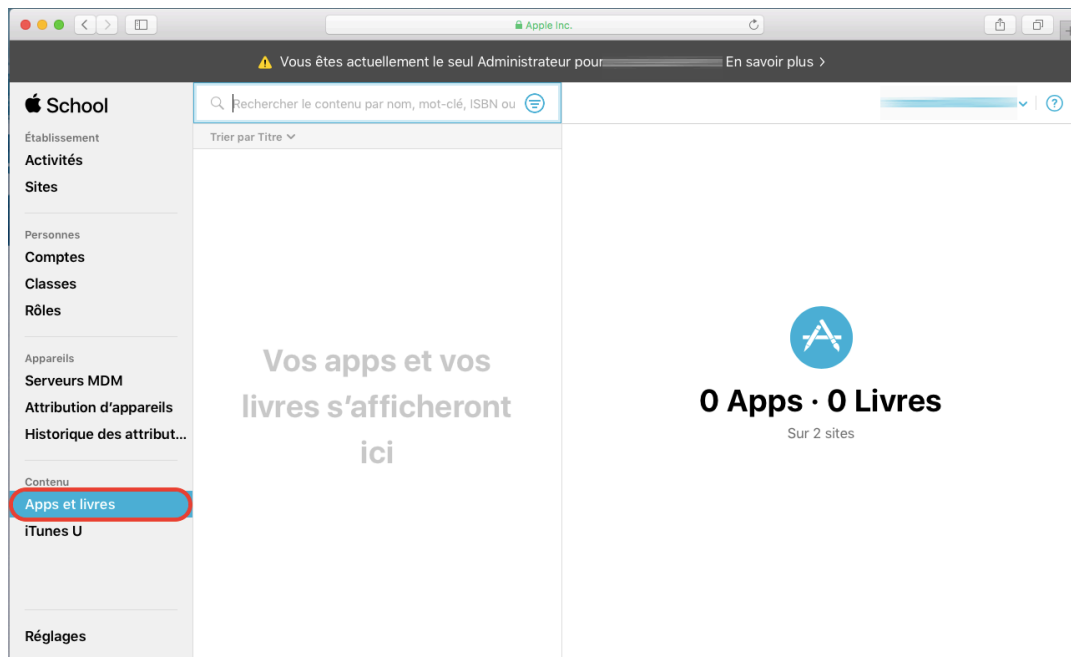 Apple Inc.
Vous êtes actuellement le seul Administrateur pour En savoir plus >
School
Rechercher le contenu par nom, mot-clé, ISBN ou
Trier par Titre
Établissement
Activités
Sites
Personnes
Comptes
Classes
Rôles
Appareils
Serveurs MDM
Attribution d'appareils
Historique des attribut...
Contenu
Apps et livres
iTunes U
Réglages
Vos apps et vos
livres s'afficheront
ici
0 Apps · 0 Livres
Sur 2 sites